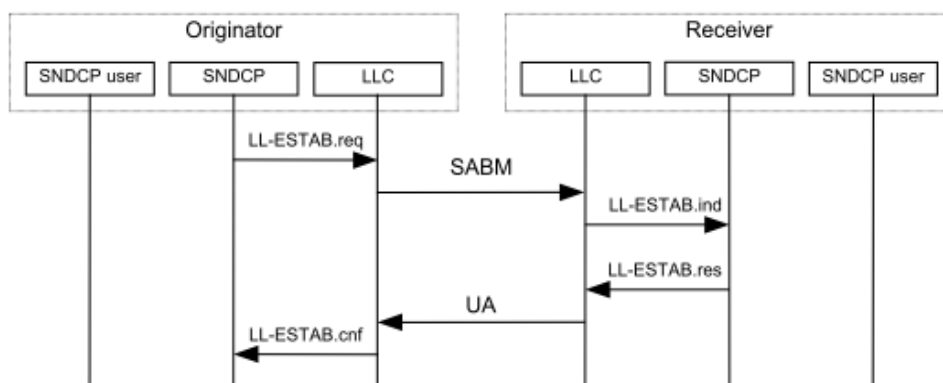 Originator
Receiver
SNDCP user
SNDCP
LLC
LLC
SNDCP
SNDCP user
LL-ESTAB.req
SABM
LL-ESTAB.ind
LL-ESTAB.res
UA
LL-ESTAB.cnf